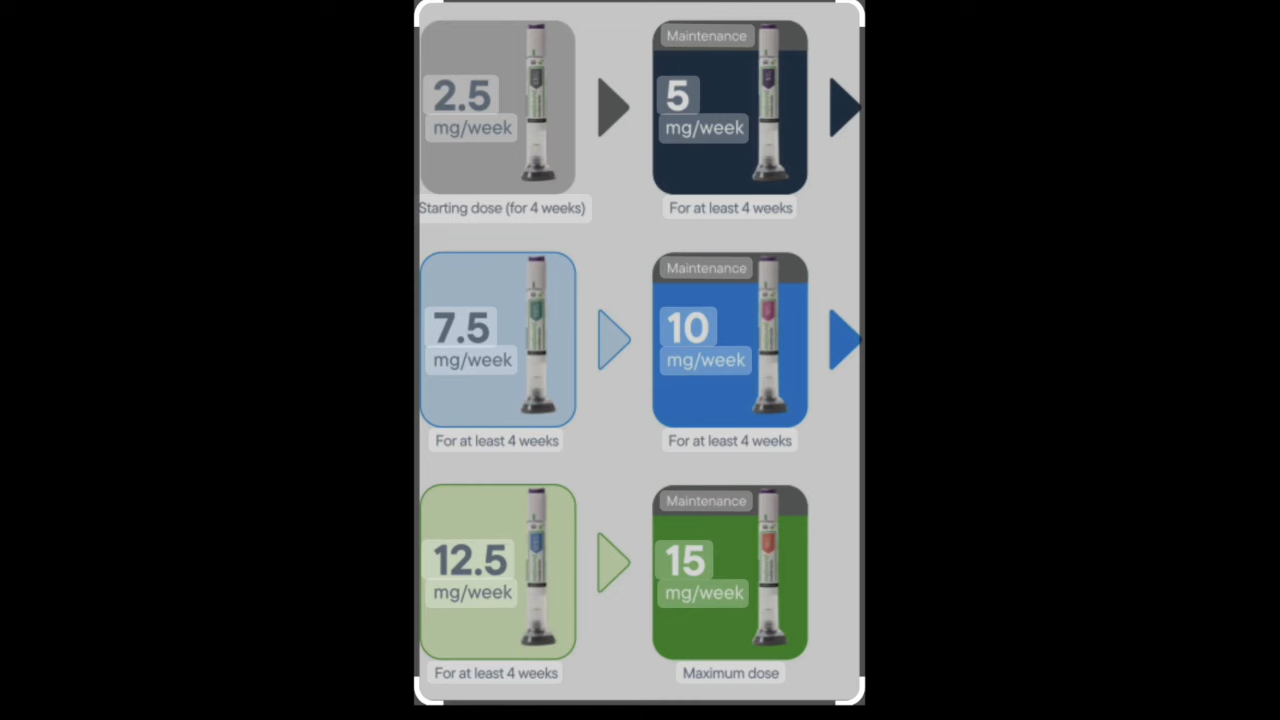 2.5
mg/week
Starting dose (for 4 weeks)
Maintenance
5
mg/week
For at least 4 weeks
7.5
mg/week
For at least 4 weeks
Maintenance
10
mg/week
For at least 4 weeks
12.5
mg/week
For at least 4 weeks
Maintenance
15
mg/week
Maximum dose